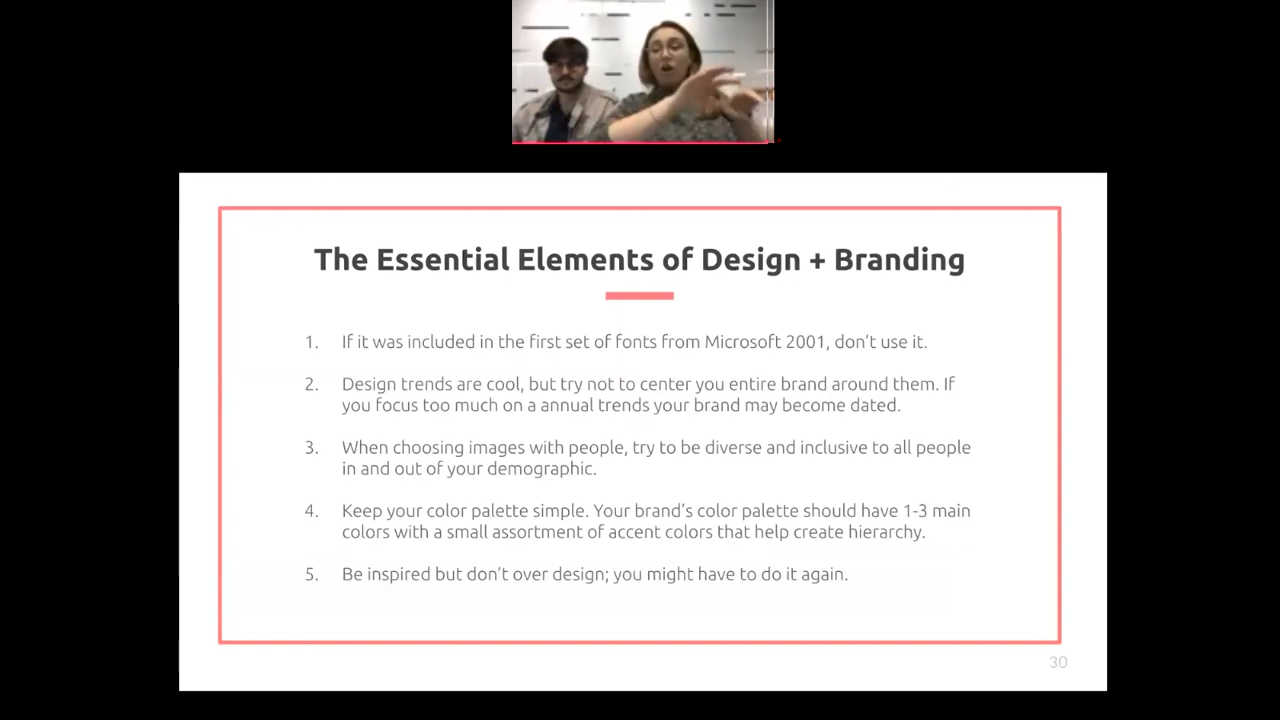 The Essential Elements of Design + Branding
1. If it was included in the first set of fonts from Microsoft 2001, don't use it.
2. Design trends are cool, but try not to center you entire brand around them. If
you focus too much on a annual trends your brand may become dated.
3. When choosing images with people, try to be diverse and inclusive to all people
in and out of your demographic.
4. Keep your color palette simple. Your brand's color palette should have 1-3 main
colors with a small assortment of accent colors that help create hierarchy.
5. Be inspired but don't over design; you might have to do it again.
30